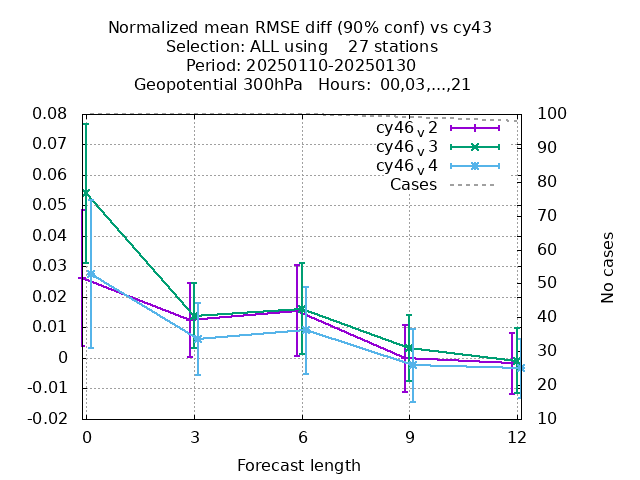 Normalized mean RMSE diff (90% conf) vs cy43
Selection: ALL using    27 stations
Period: 20250110-20250130
Geopotential 300hPa   Hours: 00,03,...,21
0.08
0.07
0.06
0.05
0.04
0.03
0.02
0.01
0
-0.01
-0.02
cy46_v2
cy46_v3
cy46_v4
Cases
100
90
80
70
60
50
40
30
20
10
No cases
0 3 6 9 12
Forecast length